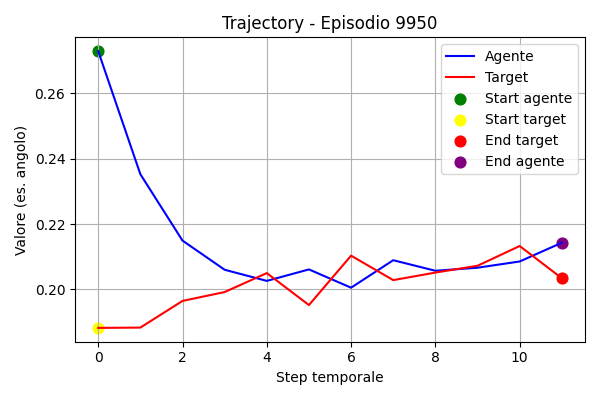 Trajectory - Episodio 9950
Valore (es. angolo)
0.26
0.24
0.22
0.20
Agente
Target
Start agente
Start target
End target
End agente
0 2 4 6 8 10
Step temporale